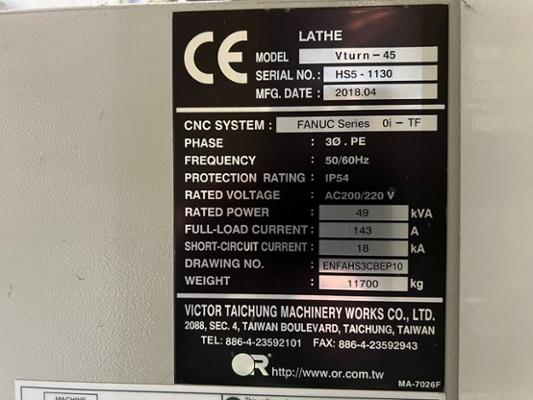 CE
LATHE
MODEL Vturn-45
SERIAL NO.: HS5-1130
MFG. DATE: 2018.04
CNC SYSTEM: FANUC Series 0i-TF
PHASE : 3Ø.PE
FREQUENCY : 50/60Hz
PROTECTION RATING : IP54
RATED VOLTAGE : AC200/220 V
RATED POWER : 49 kVA
FULL-LOAD CURRENT : 143 A
SHORT-CIRCUIT CURRENT : 18 kA
DRAWING NO. : ENFAHS3CBEP10
WEIGHT : 11700 kg
VICTOR TAICHUNG MACHINERY WORKS CO., LTD.
2088, SEC. 4, TAIWAN BOULEVARD, TAICHUNG, TAIWAN
TEL: 886-4-23592101 FAX: 886-4-23592943
OR http://www.or.com.tw
MA-7026F
MACHINE